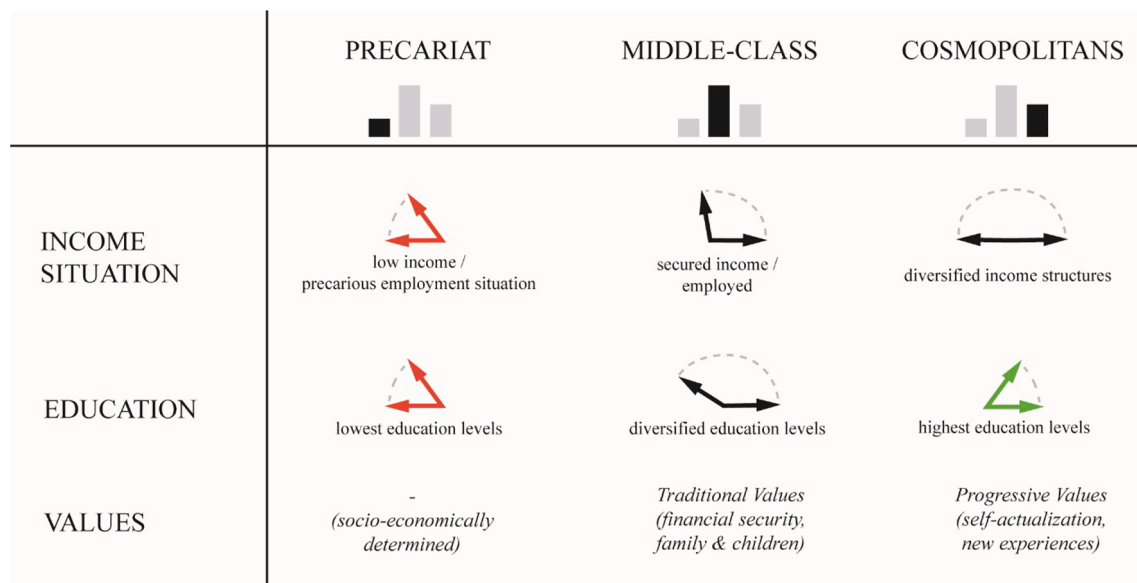 PRECARIAT
MIDDLE-CLASS
COSMOPOLITANS
INCOME
SITUATION
low income /
precarious employment situation
secured income /
employed
diversified income structures
EDUCATION
lowest education levels
diversified education levels
highest education levels
VALUES
-
(socio-economically
determined)
Traditional Values
(financial security,
family & children)
Progressive Values
(self-actualization,
new experiences)